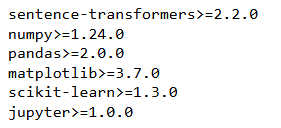 sentence-transformers>=2.2.0
numpy>=1.24.0
pandas>=2.0.0
matplotlib>=3.7.0
scikit-learn>=1.3.0
jupyter>=1.0.0